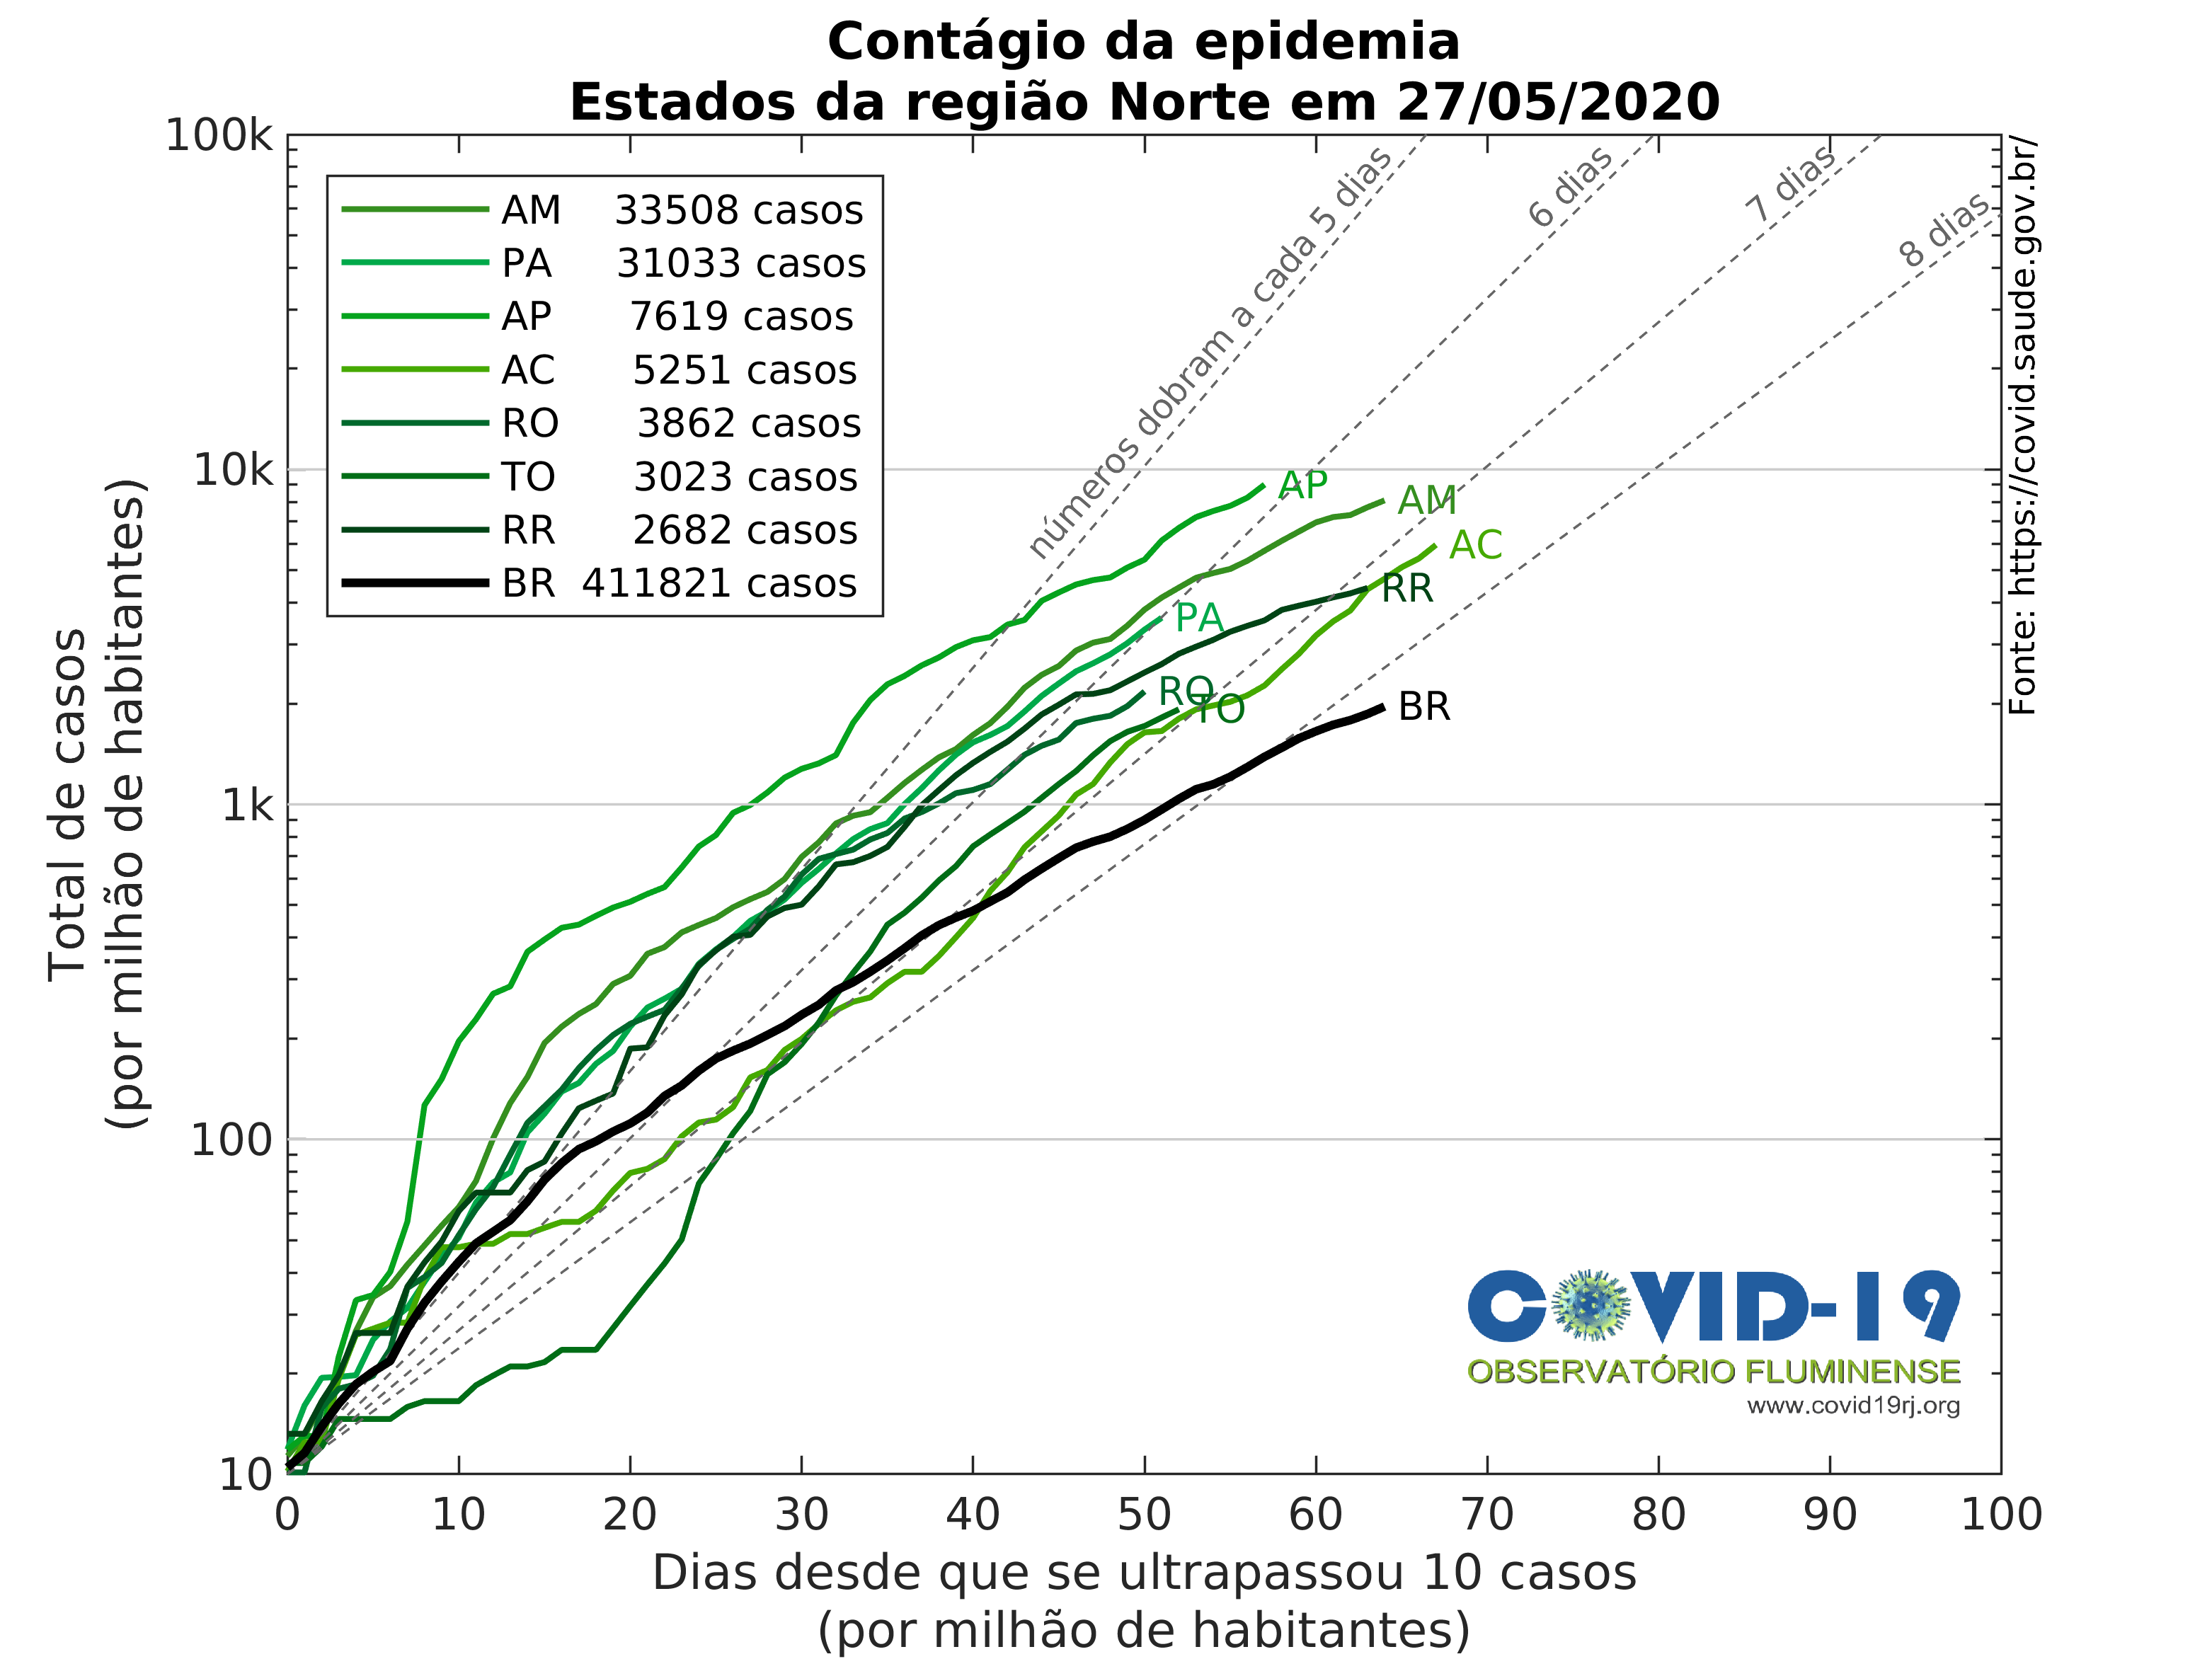 Contágio da epidemia
Estados da região Norte em 27/05/2020
100k
10k
1k
100
10
Total de casos
(por milhão de habitantes)
AM 33508 casos
PA 31033 casos
AP 7619 casos
AC 5251 casos
RO 3862 casos
TO 3023 casos
RR 2682 casos
BR 411821 casos
números dobram a cada 5 dias
6 dias
7 dias
8 dias
AP
AM
AC
RR
PA
RO
TO
BR
Fonte: https://covid.saude.gov.br/
COVID-19
OBSERVATÓRIO FLUMINENSE
www.covid19rj.org
0 10 20 30 40 50 60 70 80 90 100
Dias desde que se ultrapassou 10 casos
(por milhão de habitantes)